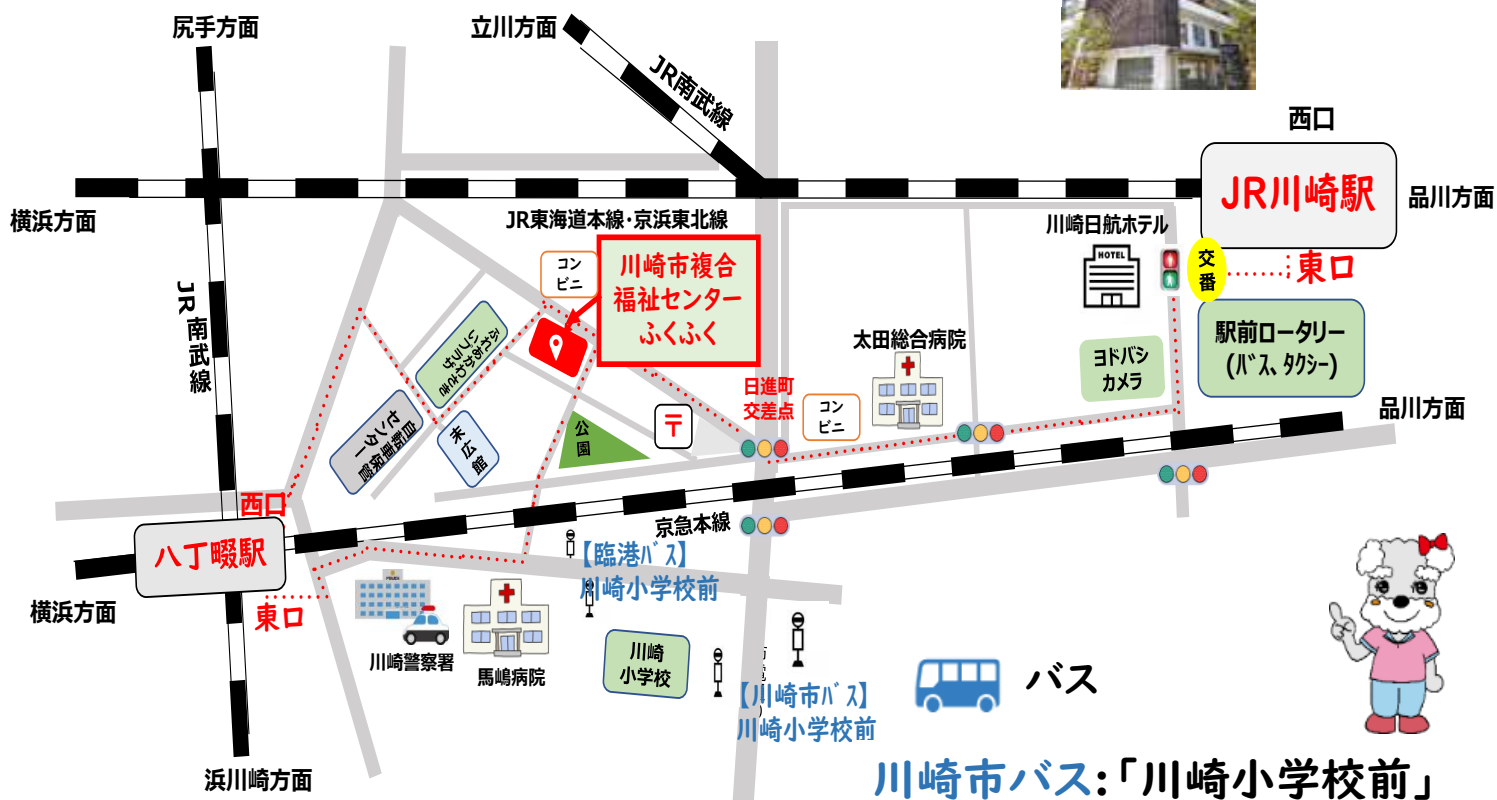 尻手方面
立川方面
JR南武線
西口
JR川崎駅
品川方面
横浜方面
JR東海道本線・京浜東北線
川崎日航ホテル
HOTEL
交番
東口
コン
ビニ
川崎市複合
福祉センター
ふくふく
JR南武線
ふれあいかわさき
いプラザ
太田総合病院
ヨドバシ
カメラ
駅前ロータリー
(バス、タクシー)
日進町
交差点
コン
ビニ
品川方面
〒
公園
末広館
自転車保管
センター
西口
八丁畷駅
京急本線
【臨港バス】
川崎小学校前
横浜方面
東口
POLICE
川崎警察署
馬嶋病院
川崎
小学校
【川崎市バス】
川崎小学校前
バス
浜川崎方面
川崎市バス:「川崎小学校前」